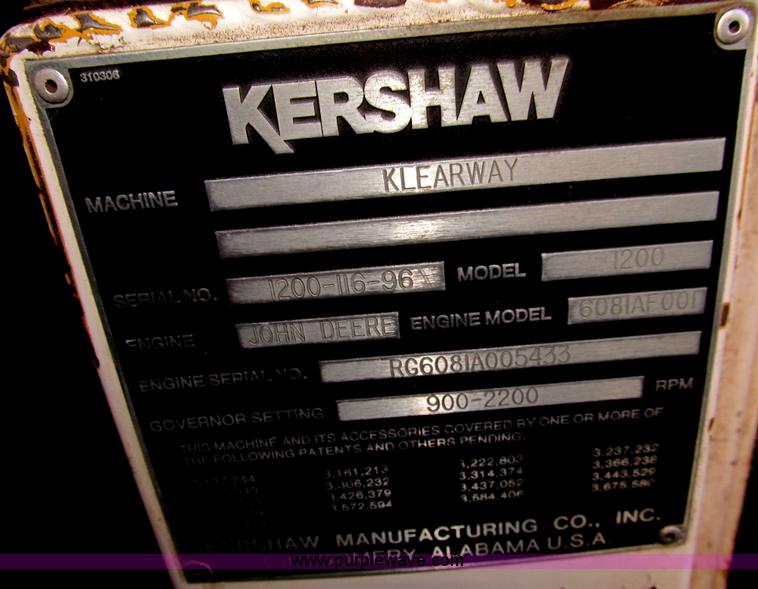 310306
KERSHAW
MACHINE KLEARWAY
SERIAL NO. 1200-116-96A MODEL 1200
ENGINE JOHN DEERE ENGINE MODEL 6081AF001
ENGINE SERIAL NO. RG6081A005433
GOVERNOR SETTING 900-2200 RPM
THIS MACHINE AND ITS ACCESSORIES COVERED BY ONE OR MORE OF
THE FOLLOWING PATENTS AND OTHERS PENDING.
3,161,213 3,222,803 3,237,232
3,306,232 3,314,374 3,366,236
3,426,379 3,437,052 3,443,529
3,572,594 3,584,406 3,675,580
KERSHAW MANUFACTURING CO., INC.
ALABAMA U.S.A.
www.purplewave.com